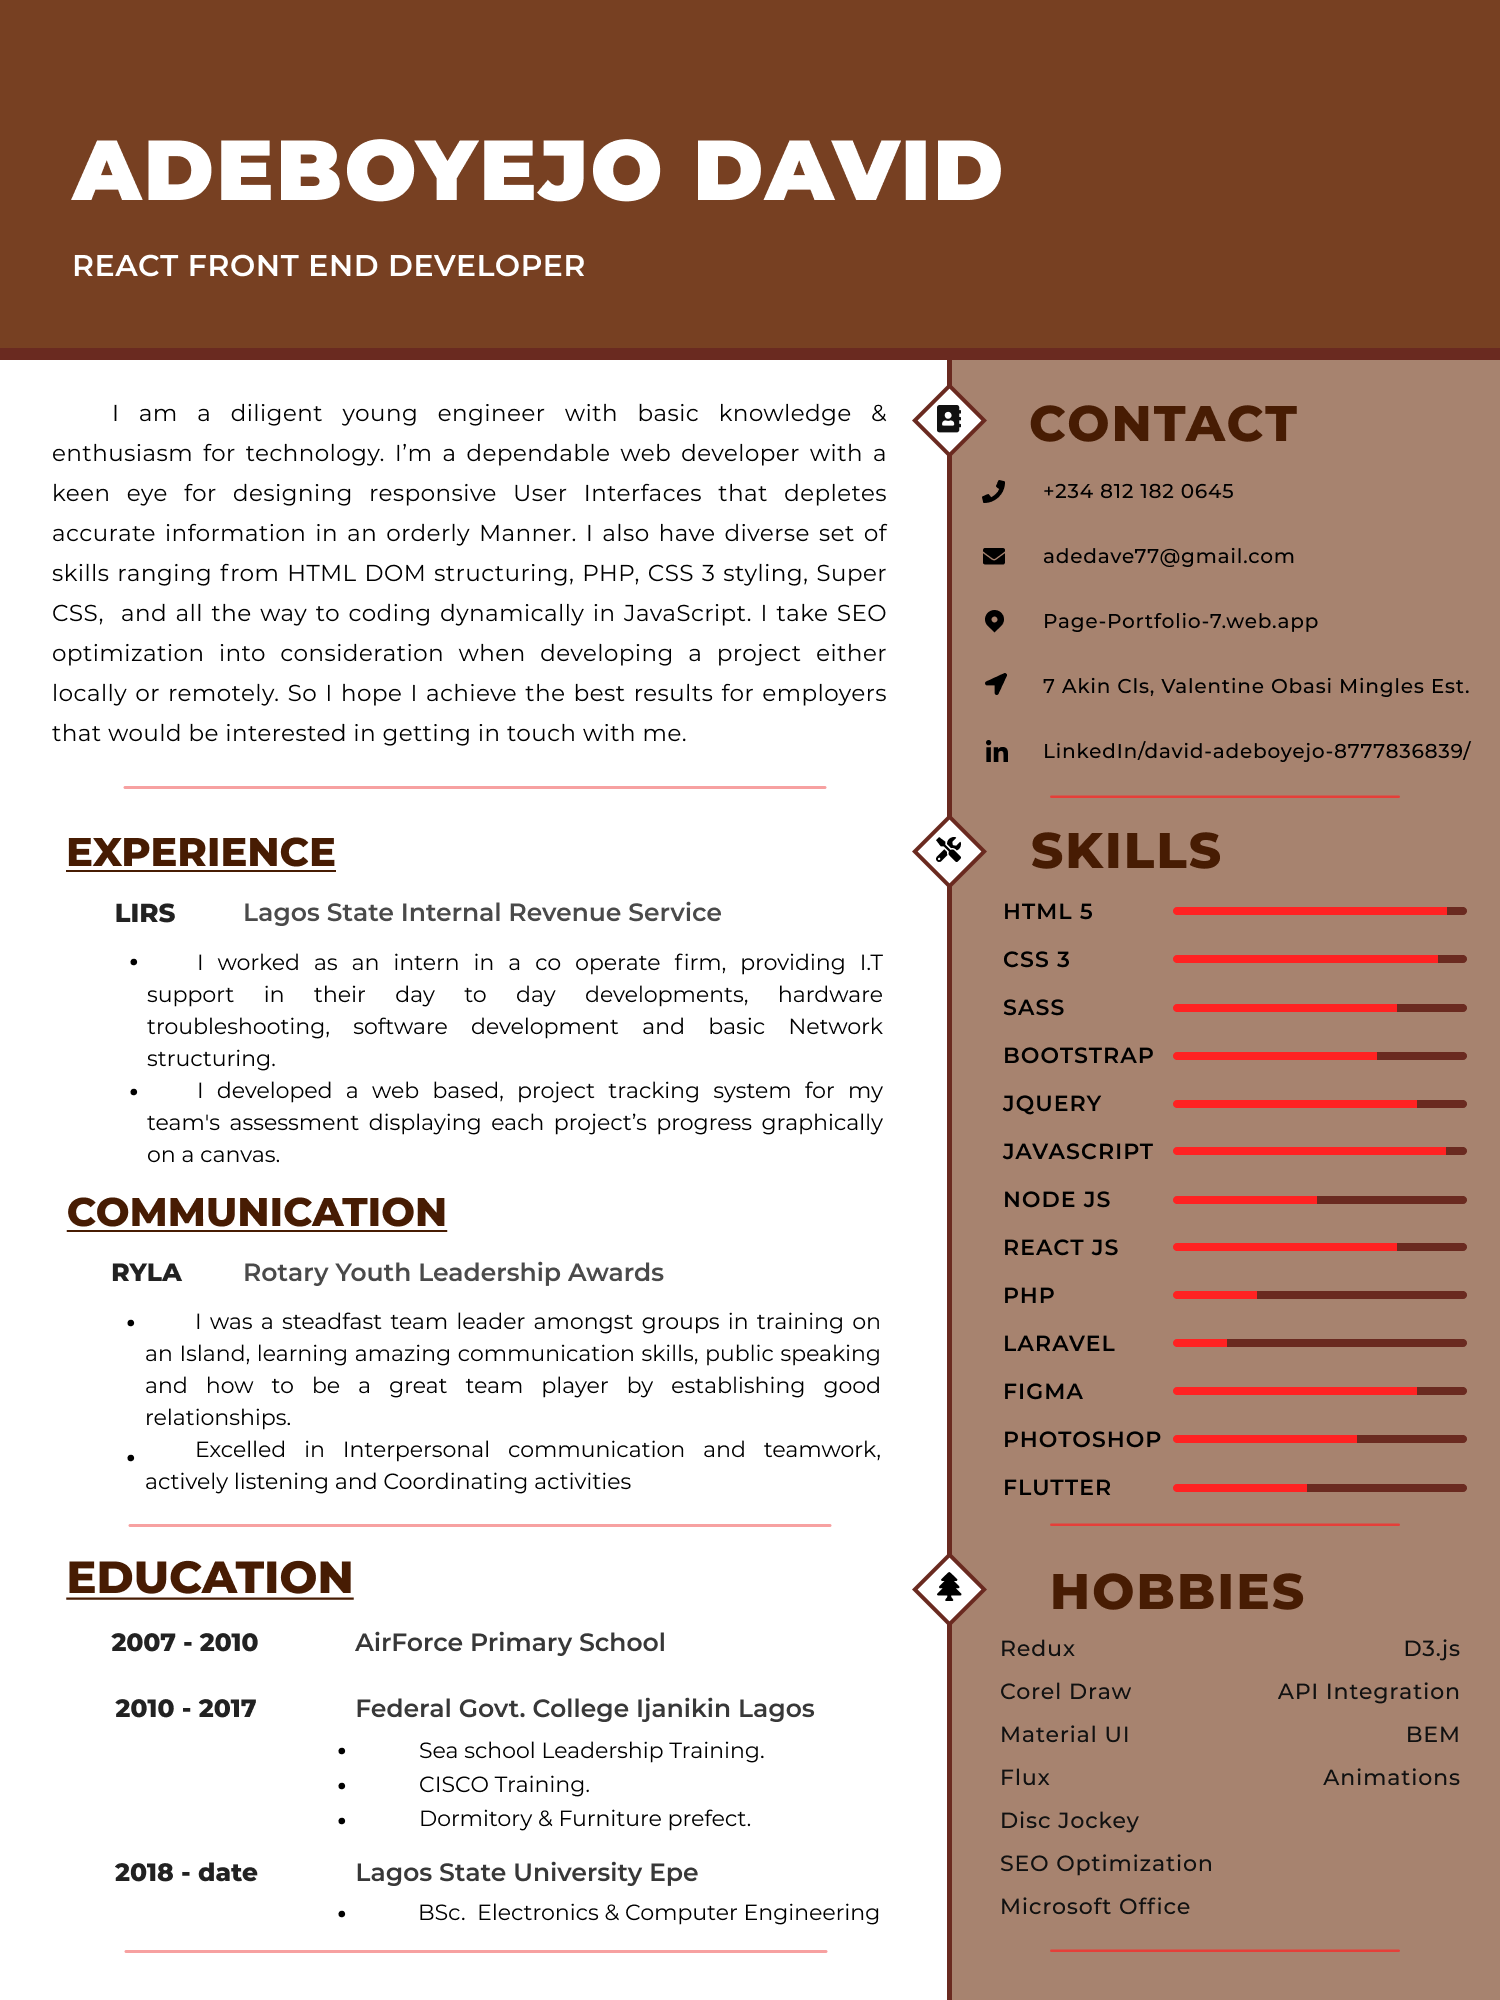 ADEBOYEJO DAVID
REACT FRONT END DEVELOPER
I am a diligent young engineer with basic knowledge &
enthusiasm for technology. I’m a dependable web developer with a
keen eye for designing responsive User Interfaces that depletes
accurate information in an orderly Manner. I also have diverse set of
skills ranging from HTML DOM structuring, PHP, CSS 3 styling, Super
CSS,  and all the way to coding dynamically in JavaScript. I take SEO
optimization into consideration when developing a project either
locally or remotely. So I hope I achieve the best results for employers
that would be interested in getting in touch with me.
EXPERIENCE
LIRS Lagos State Internal Revenue Service
• I worked as an intern in a co operate firm, providing I.T
support in their day to day developments, hardware
troubleshooting, software development and basic Network
structuring.
• I developed a web based, project tracking system for my
team's assessment displaying each project’s progress graphically
on a canvas.
COMMUNICATION
RYLA Rotary Youth Leadership Awards
• I was a steadfast team leader amongst groups in training on
an Island, learning amazing communication skills, public speaking
and how to be a great team player by establishing good
relationships.
• Excelled in Interpersonal communication and teamwork,
actively listening and Coordinating activities
EDUCATION
2007 - 2010 AirForce Primary School
2010 - 2017 Federal Govt. College Ijanikin Lagos
• Sea school Leadership Training.
• CISCO Training.
• Dormitory & Furniture prefect.
2018 - date Lagos State University Epe
• BSc.  Electronics & Computer Engineering
CONTACT
+234 812 182 0645
adedave77@gmail.com
Page-Portfolio-7.web.app
7 Akin Cls, Valentine Obasi Mingles Est.
LinkedIn/david-adeboyejo-8777836839/
SKILLS
HTML 5
CSS 3
SASS
BOOTSTRAP
JQUERY
JAVASCRIPT
NODE JS
REACT JS
PHP
LARAVEL
FIGMA
PHOTOSHOP
FLUTTER
HOBBIES
Redux D3.js
Corel Draw API Integration
Material UI BEM
Flux Animations
Disc Jockey
SEO Optimization
Microsoft Office